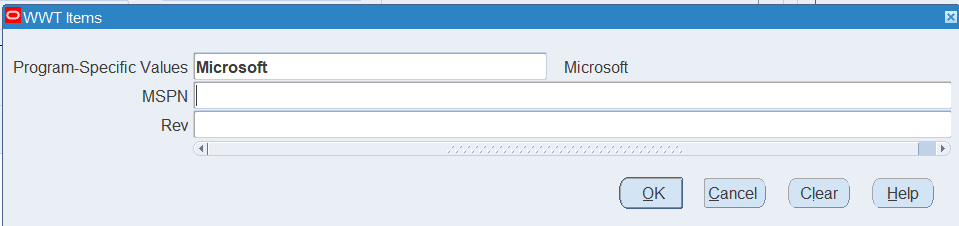 WWT Items
Program-Specific Values Microsoft Microsoft
MSPN
Rev
OK Cancel Clear Help